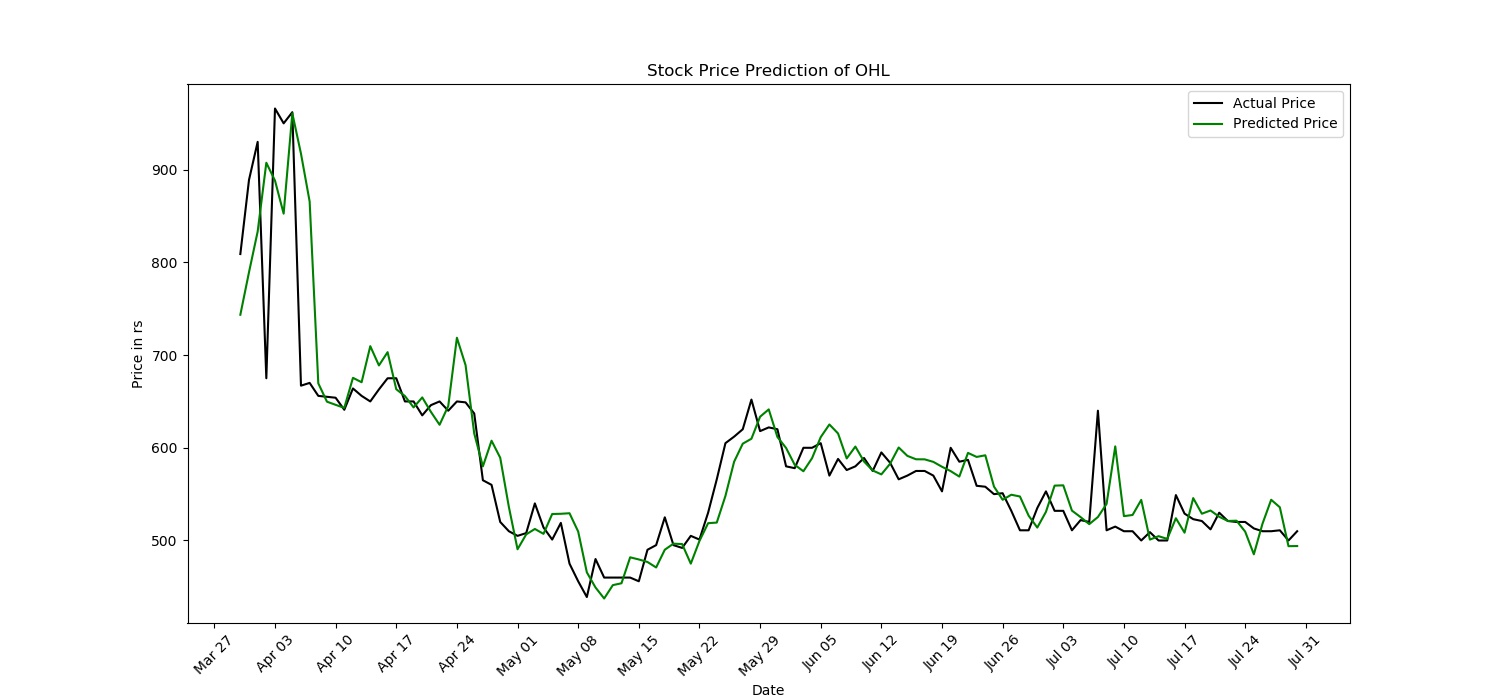 Stock Price Prediction of OHL
Actual Price
Predicted Price
Price in rs
900
800
700
600
500
Mar 27
Apr 03
Apr 10
Apr 17
Apr 24
May 01
May 08
May 15
May 22
May 29
Jun 05
Jun 12
Jun 19
Jun 26
Jul 03
Jul 10
Jul 17
Jul 24
Jul 31
Date